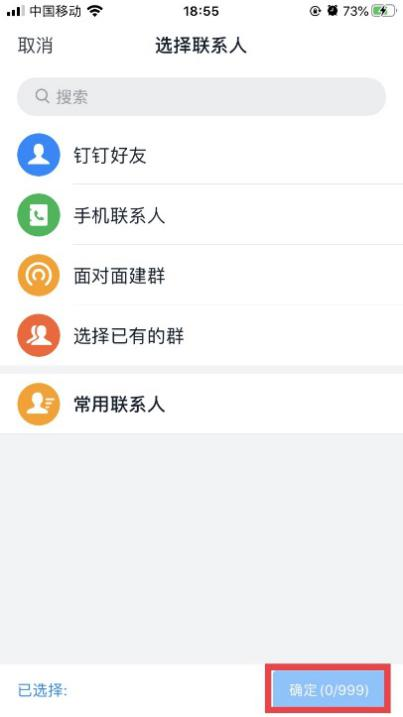 中国移动 18:55 73%
取消 选择联系人
搜索
钉钉好友
手机联系人
面对面建群
选择已有的群
常用联系人
已选择: 确定(0/999)